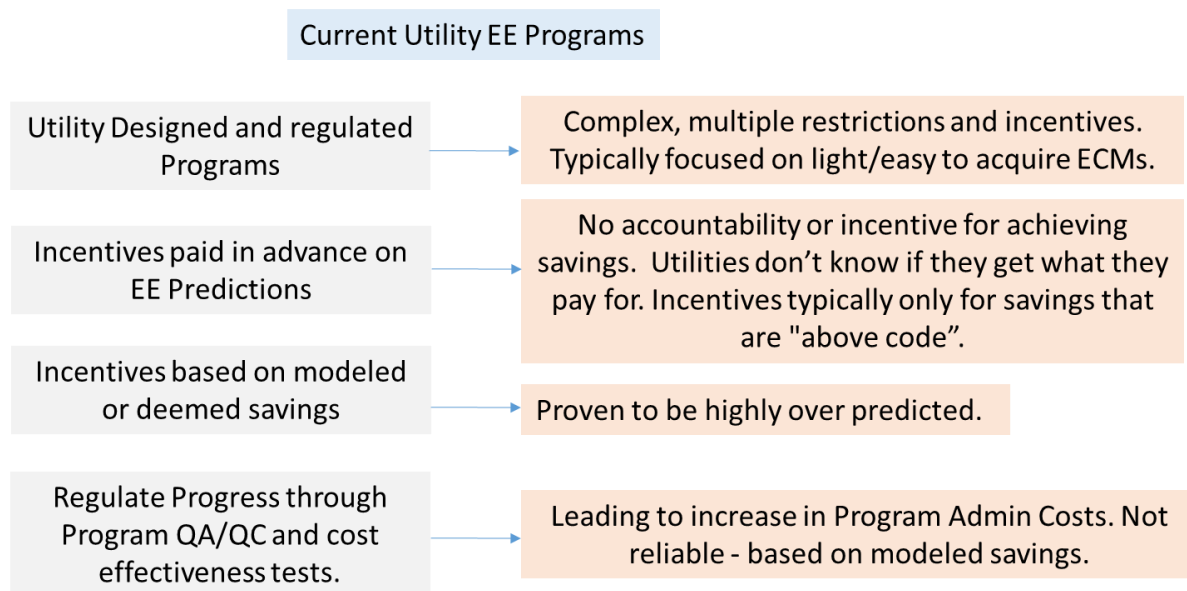 Current Utility EE Programs
Utility Designed and regulated
Programs
Complex, multiple restrictions and incentives.
Typically focused on light/easy to acquire ECMs.
Incentives paid in advance on
EE Predictions
No accountability or incentive for achieving
savings.  Utilities don’t know if they get what they
pay for. Incentives typically only for savings that
are "above code”.
Incentives based on modeled
or deemed savings
Proven to be highly over predicted.
Regulate Progress through
Program QA/QC and cost
effectiveness tests.
Leading to increase in Program Admin Costs. Not
reliable - based on modeled savings.